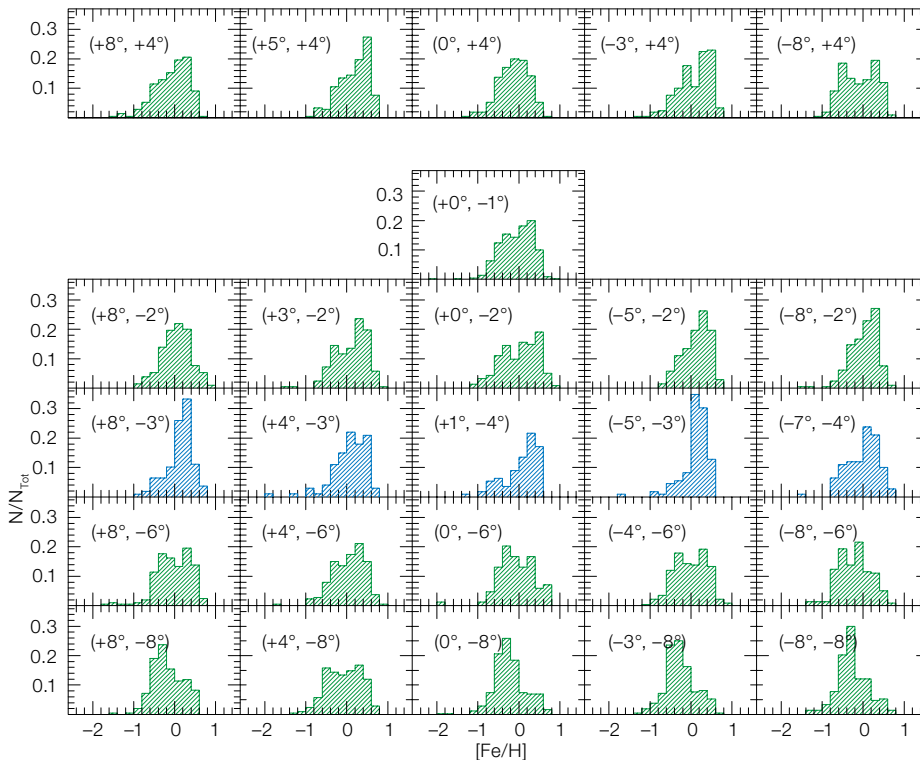 0.3 (+8°, +4°) (+5°, +4°) (0°, +4°) (−3°, +4°) (−8°, +4°)
0.2
0.1
0.3 (+0°, −1°)
0.2
0.1
0.3 (+8°, −2°) (+3°, −2°) (+0°, −2°) (−5°, −2°) (−8°, −2°)
0.2
0.1
0.3 (+8°, −3°) (+4°, −3°) (+1°, −4°) (−5°, −3°) (−7°, −4°)
0.2
0.1
N/NTot
0.3 (+8°, −6°) (+4°, −6°) (0°, −6°) (−4°, −6°) (−8°, −6°)
0.2
0.1
0.3 (+8°, −8°) (+4°, −8°) (0°, −8°) (−3°, −8°) (−8°, −8°)
0.2
0.1
−2 −1 0 1 −2 −1 0 1 −2 −1 0 1 −2 −1 0 1 −2 −1 0 1
[Fe/H]